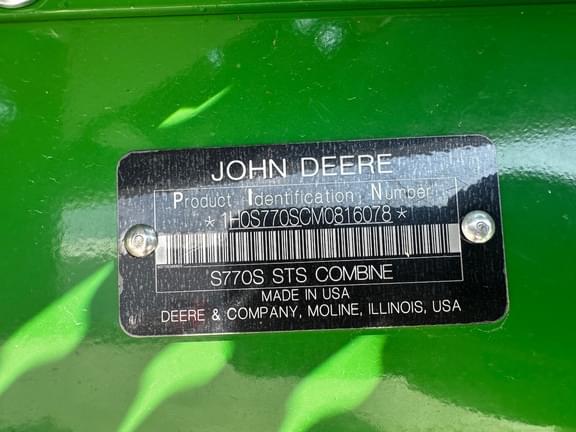 JOHN DEERE
Product Identification Number
*1H0S770SCM0816078*
S770S STS COMBINE
MADE IN USA
DEERE & COMPANY, MOLINE, ILLINOIS, USA